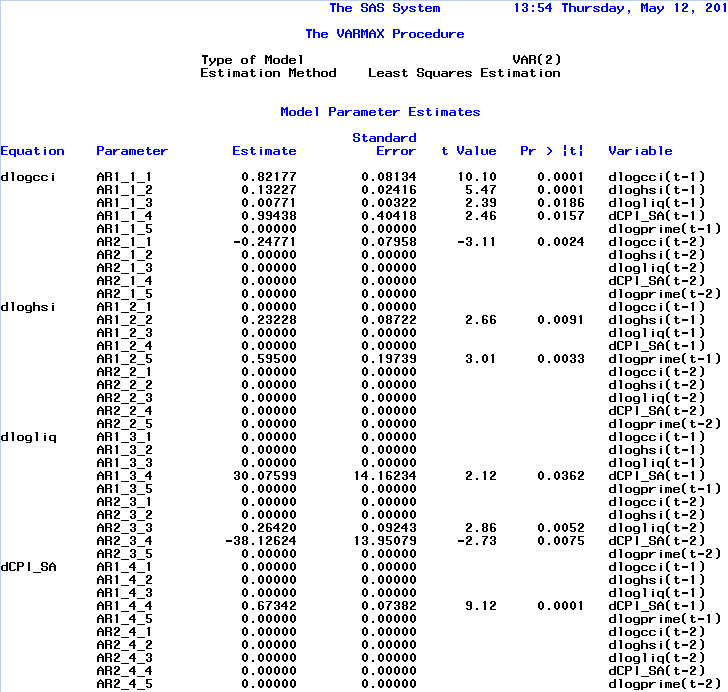 The SAS System 13:54 Thursday, May 12, 201
The VARMAX Procedure
Type of Model VAR(2)
Estimation Method Least Squares Estimation
Model Parameter Estimates
Standard
Equation Parameter Estimate Error t Value Pr > |t| Variable
dlogcci AR1_1_1 0.82177 0.08134 10.10 0.0001 dlogcci(t-1)
AR1_1_2 0.13227 0.02416 5.47 0.0001 dloghsi(t-1)
AR1_1_3 0.00771 0.00322 2.39 0.0186 dlogliq(t-1)
AR1_1_4 0.99438 0.40418 2.46 0.0157 dCPI_SA(t-1)
AR1_1_5 0.00000 0.00000 dlogprime(t-1)
AR2_1_1 -0.24771 0.07958 -3.11 0.0024 dlogcci(t-2)
AR2_1_2 0.00000 0.00000 dloghsi(t-2)
AR2_1_3 0.00000 0.00000 dlogliq(t-2)
AR2_1_4 0.00000 0.00000 dCPI_SA(t-2)
AR2_1_5 0.00000 0.00000 dlogprime(t-2)
dloghsi AR1_2_1 0.00000 0.00000 dlogcci(t-1)
AR1_2_2 0.23228 0.08722 2.66 0.0091 dloghsi(t-1)
AR1_2_3 0.00000 0.00000 dlogliq(t-1)
AR1_2_4 0.00000 0.00000 dCPI_SA(t-1)
AR1_2_5 0.59500 0.19739 3.01 0.0033 dlogprime(t-1)
AR2_2_1 0.00000 0.00000 dlogcci(t-2)
AR2_2_2 0.00000 0.00000 dloghsi(t-2)
AR2_2_3 0.00000 0.00000 dlogliq(t-2)
AR2_2_4 0.00000 0.00000 dCPI_SA(t-2)
AR2_2_5 0.00000 0.00000 dlogprime(t-2)
dlogliq AR1_3_1 0.00000 0.00000 dlogcci(t-1)
AR1_3_2 0.00000 0.00000 dloghsi(t-1)
AR1_3_3 0.00000 0.00000 dlogliq(t-1)
AR1_3_4 30.07599 14.16234 2.12 0.0362 dCPI_SA(t-1)
AR1_3_5 0.00000 0.00000 dlogprime(t-1)
AR2_3_1 0.00000 0.00000 dlogcci(t-2)
AR2_3_2 0.00000 0.00000 dloghsi(t-2)
AR2_3_3 0.26420 0.09243 2.86 0.0052 dlogliq(t-2)
AR2_3_4 -38.12624 13.95079 -2.73 0.0075 dCPI_SA(t-2)
AR2_3_5 0.00000 0.00000 dlogprime(t-2)
dCPI_SA AR1_4_1 0.00000 0.00000 dlogcci(t-1)
AR1_4_2 0.00000 0.00000 dloghsi(t-1)
AR1_4_3 0.00000 0.00000 dlogliq(t-1)
AR1_4_4 0.67342 0.07382 9.12 0.0001 dCPI_SA(t-1)
AR1_4_5 0.00000 0.00000 dlogprime(t-1)
AR2_4_1 0.00000 0.00000 dlogcci(t-2)
AR2_4_2 0.00000 0.00000 dloghsi(t-2)
AR2_4_3 0.00000 0.00000 dlogliq(t-2)
AR2_4_4 0.00000 0.00000 dCPI_SA(t-2)
AR2_4_5 0.00000 0.00000 dlogprime(t-2)